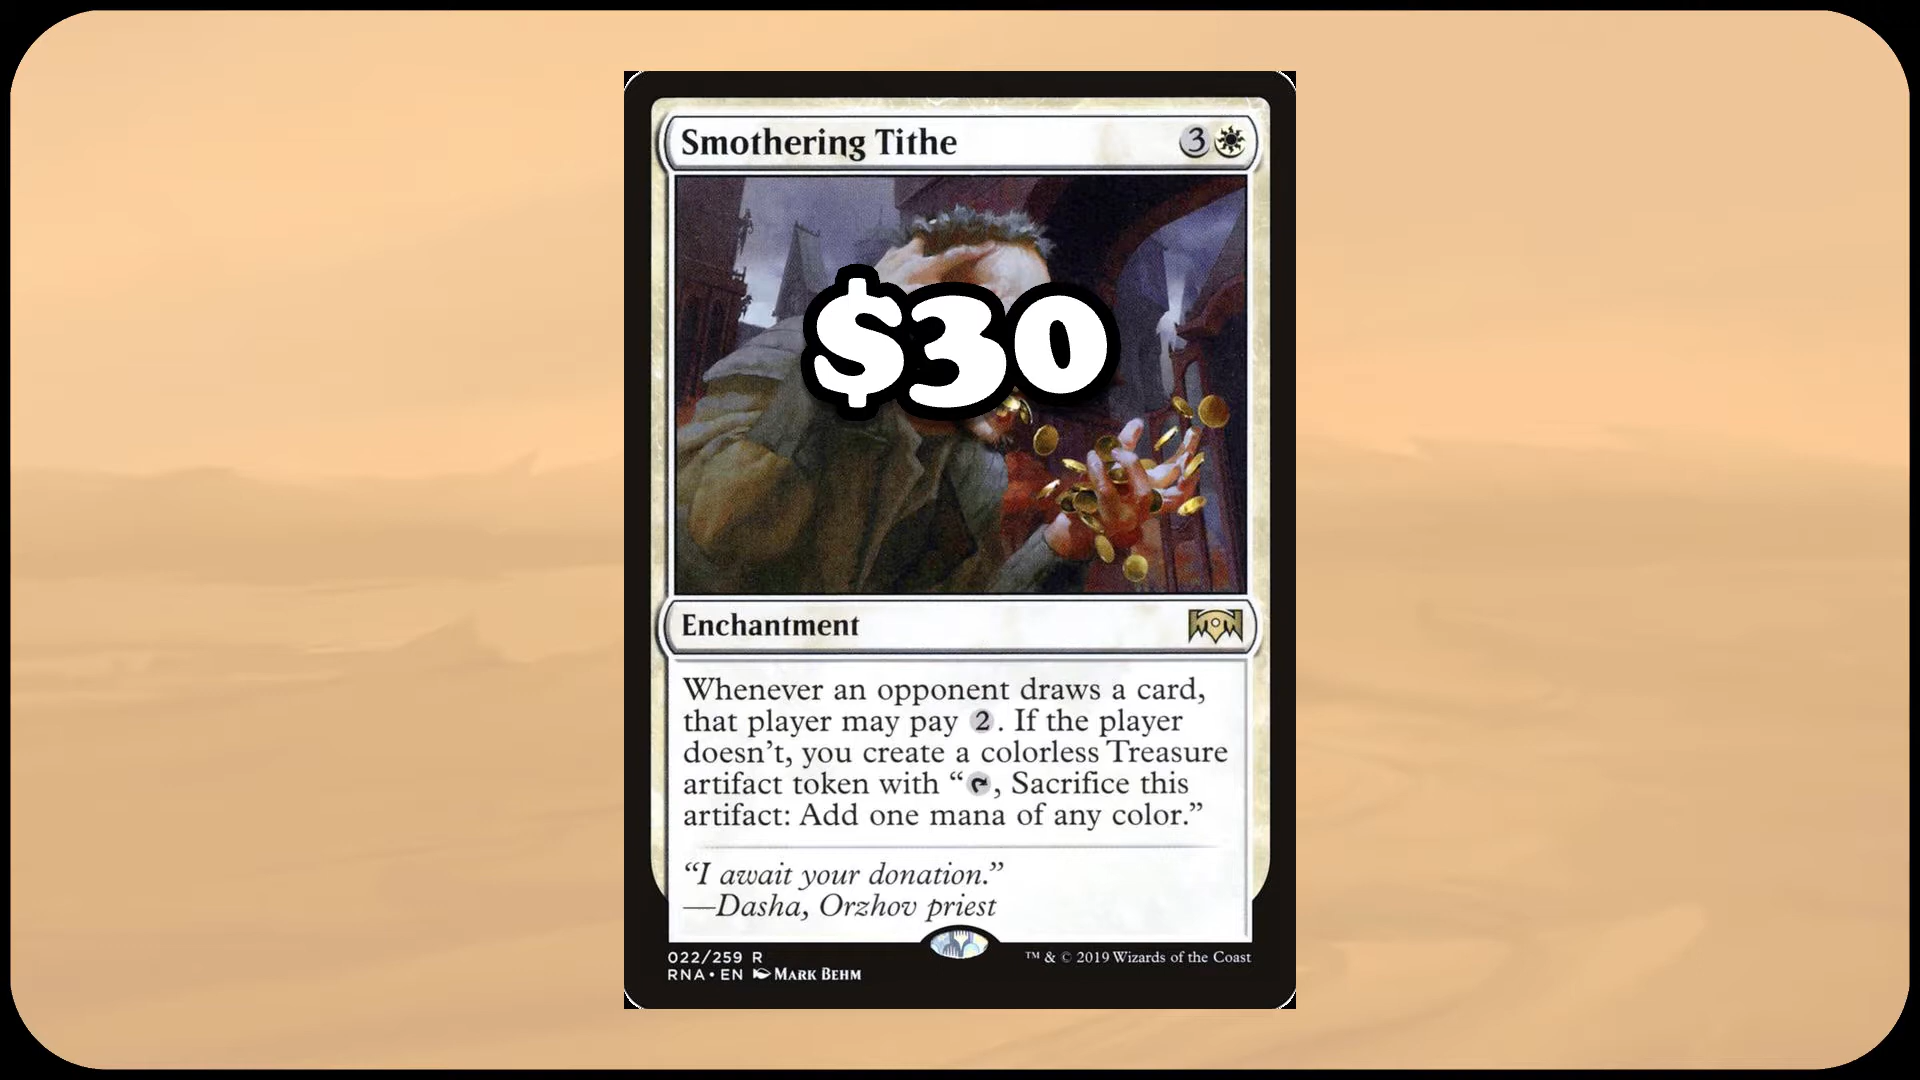 Smothering Tithe 3
$30
Enchantment
Whenever an opponent draws a card,
that player may pay 2. If the player
doesn't, you create a colorless Treasure
artifact token with “, Sacrifice this
artifact: Add one mana of any color.”
“I await your donation.”
—Dasha, Orzhov priest
022/259 R
RNA • EN MARK BEHM
™ & © 2019 Wizards of the Coast